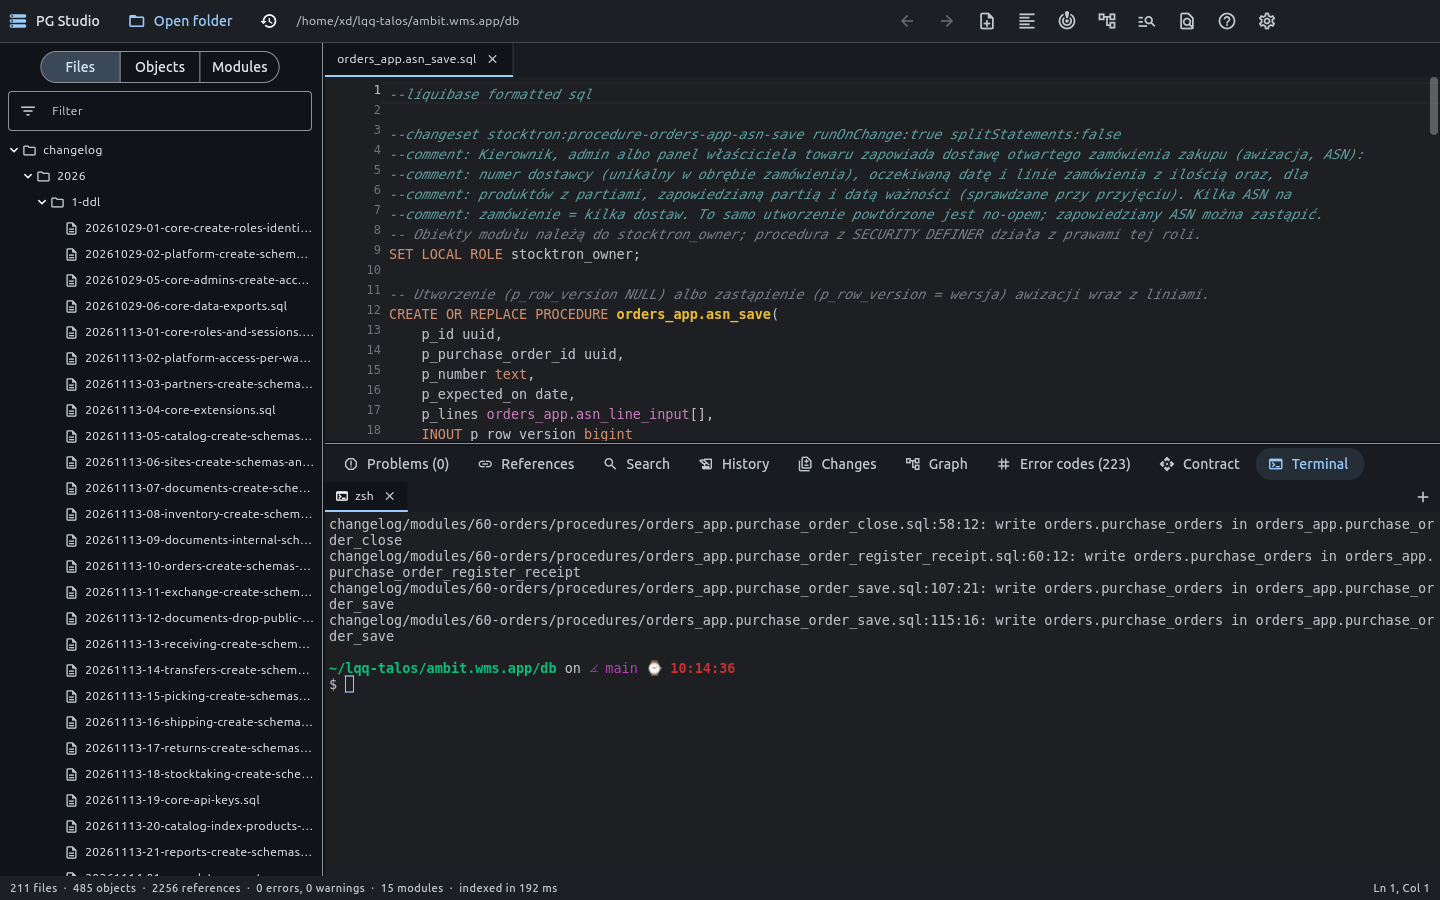 PG Studio Open folder /home/xd/lqq-talos/ambit.wms.app/db
Files Objects Modules
Filter
changelog
2026
1-ddl
20261029-01-core-create-roles-identi...
20261029-02-platform-create-schem...
20261029-05-core-admins-create-acc...
20261029-06-core-data-exports.sql
20261113-01-core-roles-and-sessions....
20261113-02-platform-access-per-wa...
20261113-03-partners-create-schema...
20261113-04-core-extensions.sql
20261113-05-catalog-create-schemas...
20261113-06-sites-create-schemas-an...
20261113-07-documents-create-sche...
20261113-08-inventory-create-schem...
20261113-09-documents-internal-sch...
20261113-10-orders-create-schemas-...
20261113-11-exchange-create-schem...
20261113-12-documents-drop-public-...
20261113-13-receiving-create-schem...
20261113-14-transfers-create-schem...
20261113-15-picking-create-schemas...
20261113-16-shipping-create-schema...
20261113-17-returns-create-schemas...
20261113-18-stocktaking-create-sche...
20261113-19-core-api-keys.sql
20261113-20-catalog-index-products-...
20261113-21-reports-create-schemas...
orders_app.asn_save.sql
1 --liquibase formatted sql
2
3 --changeset stocktron:procedure-orders-app-asn-save runOnChange:true splitStatements:false
4 --comment: Kierownik, admin albo panel właściciela towaru zapowiada dostawę otwartego zamówienia zakupu (awizacja, ASN):
5 --comment: numer dostawcy (unikalny w obrębie zamówienia), oczekiwaną datę i linie zamówienia z ilością oraz, dla
6 --comment: produktów z partiami, zapowiedzianą partią i datą ważności (sprawdzane przy przyjęciu). Kilka ASN na
7 --comment: zamówienie = kilka dostaw. To samo utworzenie powtórzone jest no-opem; zapowiedziany ASN można zastąpić.
8 -- Obiekty modułu należą do stocktron_owner; procedura z SECURITY DEFINER działa z prawami tej roli.
9 SET LOCAL ROLE stocktron_owner;
10
11 -- Utworzenie (p_row_version NULL) albo zastąpienie (p_row_version = wersja) awizacji wraz z liniami.
12 CREATE OR REPLACE PROCEDURE orders_app.asn_save(
13 p_id uuid,
14 p_purchase_order_id uuid,
15 p_number text,
16 p_expected_on date,
17 p_lines orders_app.asn_line_input[],
18 INOUT p_row_version bigint
Problems (0) References Search History Changes Graph Error codes (223) Contract Terminal
zsh
changelog/modules/60-orders/procedures/orders_app.purchase_order_close.sql:58:12: write orders.purchase_orders in orders_app.purchase_or
der_close
changelog/modules/60-orders/procedures/orders_app.purchase_order_register_receipt.sql:60:12: write orders.purchase_orders in orders_app.
purchase_order_register_receipt
changelog/modules/60-orders/procedures/orders_app.purchase_order_save.sql:107:21: write orders.purchase_orders in orders_app.purchase_or
der_save
changelog/modules/60-orders/procedures/orders_app.purchase_order_save.sql:115:16: write orders.purchase_orders in orders_app.purchase_or
der_save
~/lqq-talos/ambit.wms.app/db on main ⌚ 10:14:36
$
211 files · 485 objects · 2256 references · 0 errors, 0 warnings · 15 modules · indexed in 192 ms
Ln 1, Col 1